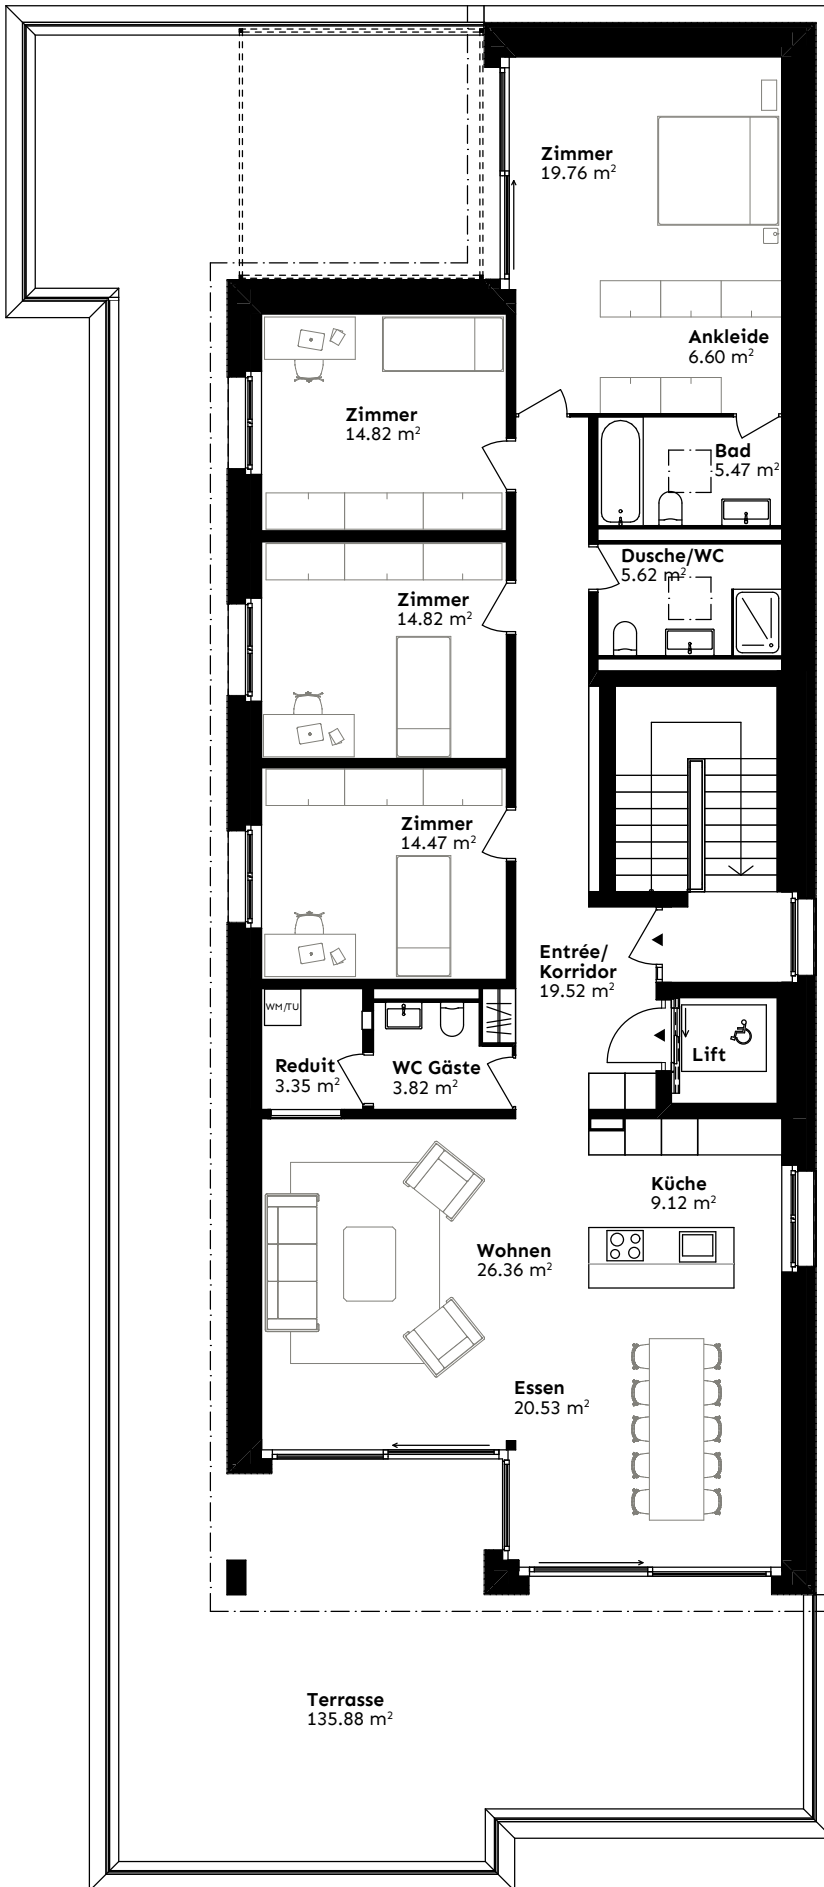 Zimmer
19.76 m²
Ankleide
6.60 m²
Zimmer
14.82 m²
Bad
5.47 m²
Dusche/WC
5.62 m²
Zimmer
14.82 m²
Zimmer
14.47 m²
Entrée/
Korridor
19.52 m²
WM/TU
Reduit
3.35 m²
WC Gäste
3.82 m²
Lift
Küche
9.12 m²
Wohnen
26.36 m²
Essen
20.53 m²
Terrasse
135.88 m²